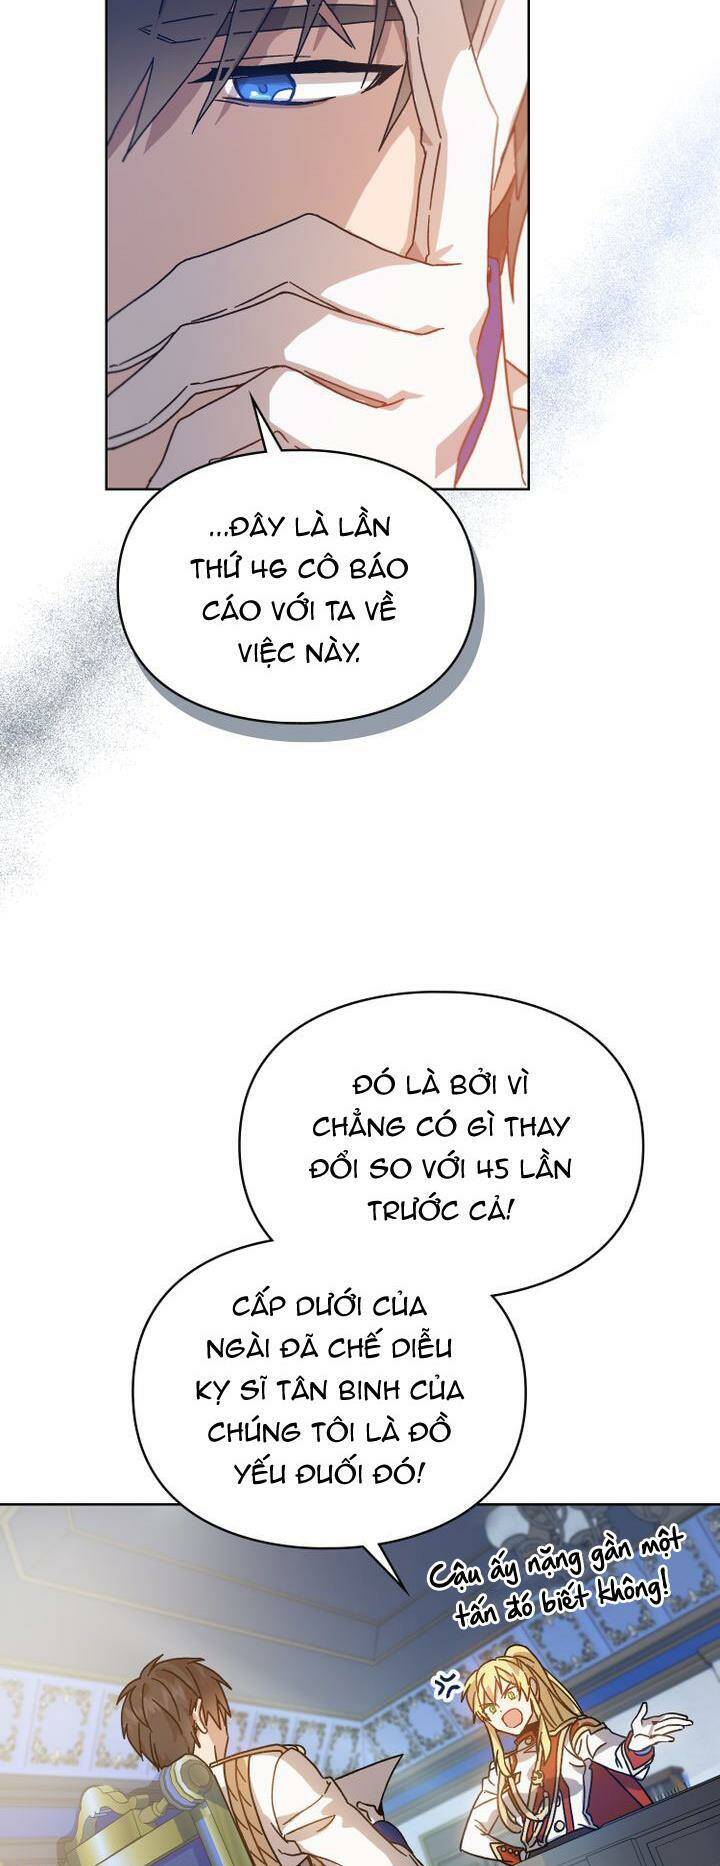 ...ĐÂY LÀ LẦN
THỨ 46 CÔ BÁO
CÁO VỚI TA VỀ
VIỆC NÀY.
ĐÓ LÀ BỞI VÌ
CHẲNG CÓ GÌ THAY
ĐỔI SO VỚI 45 LẦN
TRƯỚC CẢ!
CẤP DƯỚI CỦA
NGÀI ĐÃ CHẾ DIỄU
KỴ SĨ TÂN BINH CỦA
CHÚNG TÔI LÀ ĐỒ
YẾU ĐUỐI ĐÓ!
Cậu ấy nặng gần một
tấn đó biết không!